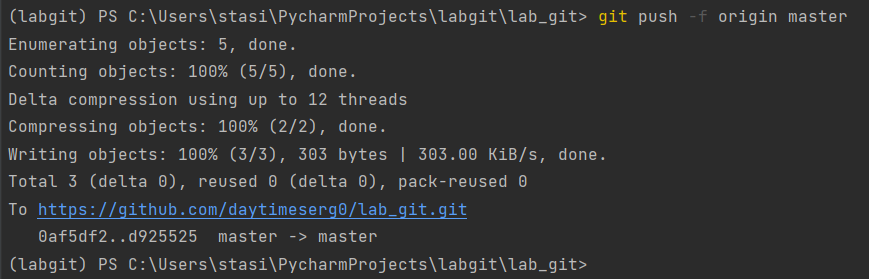 (labgit) PS C:\Users\stasi\PycharmProjects\labgit\lab_git> git push -f origin master
Enumerating objects: 5, done.
Counting objects: 100% (5/5), done.
Delta compression using up to 12 threads
Compressing objects: 100% (2/2), done.
Writing objects: 100% (3/3), 303 bytes | 303.00 KiB/s, done.
Total 3 (delta 0), reused 0 (delta 0), pack-reused 0
To https://github.com/daytimeserg0/lab_git.git
   0af5df2..d925525  master -> master
(labgit) PS C:\Users\stasi\PycharmProjects\labgit\lab_git>